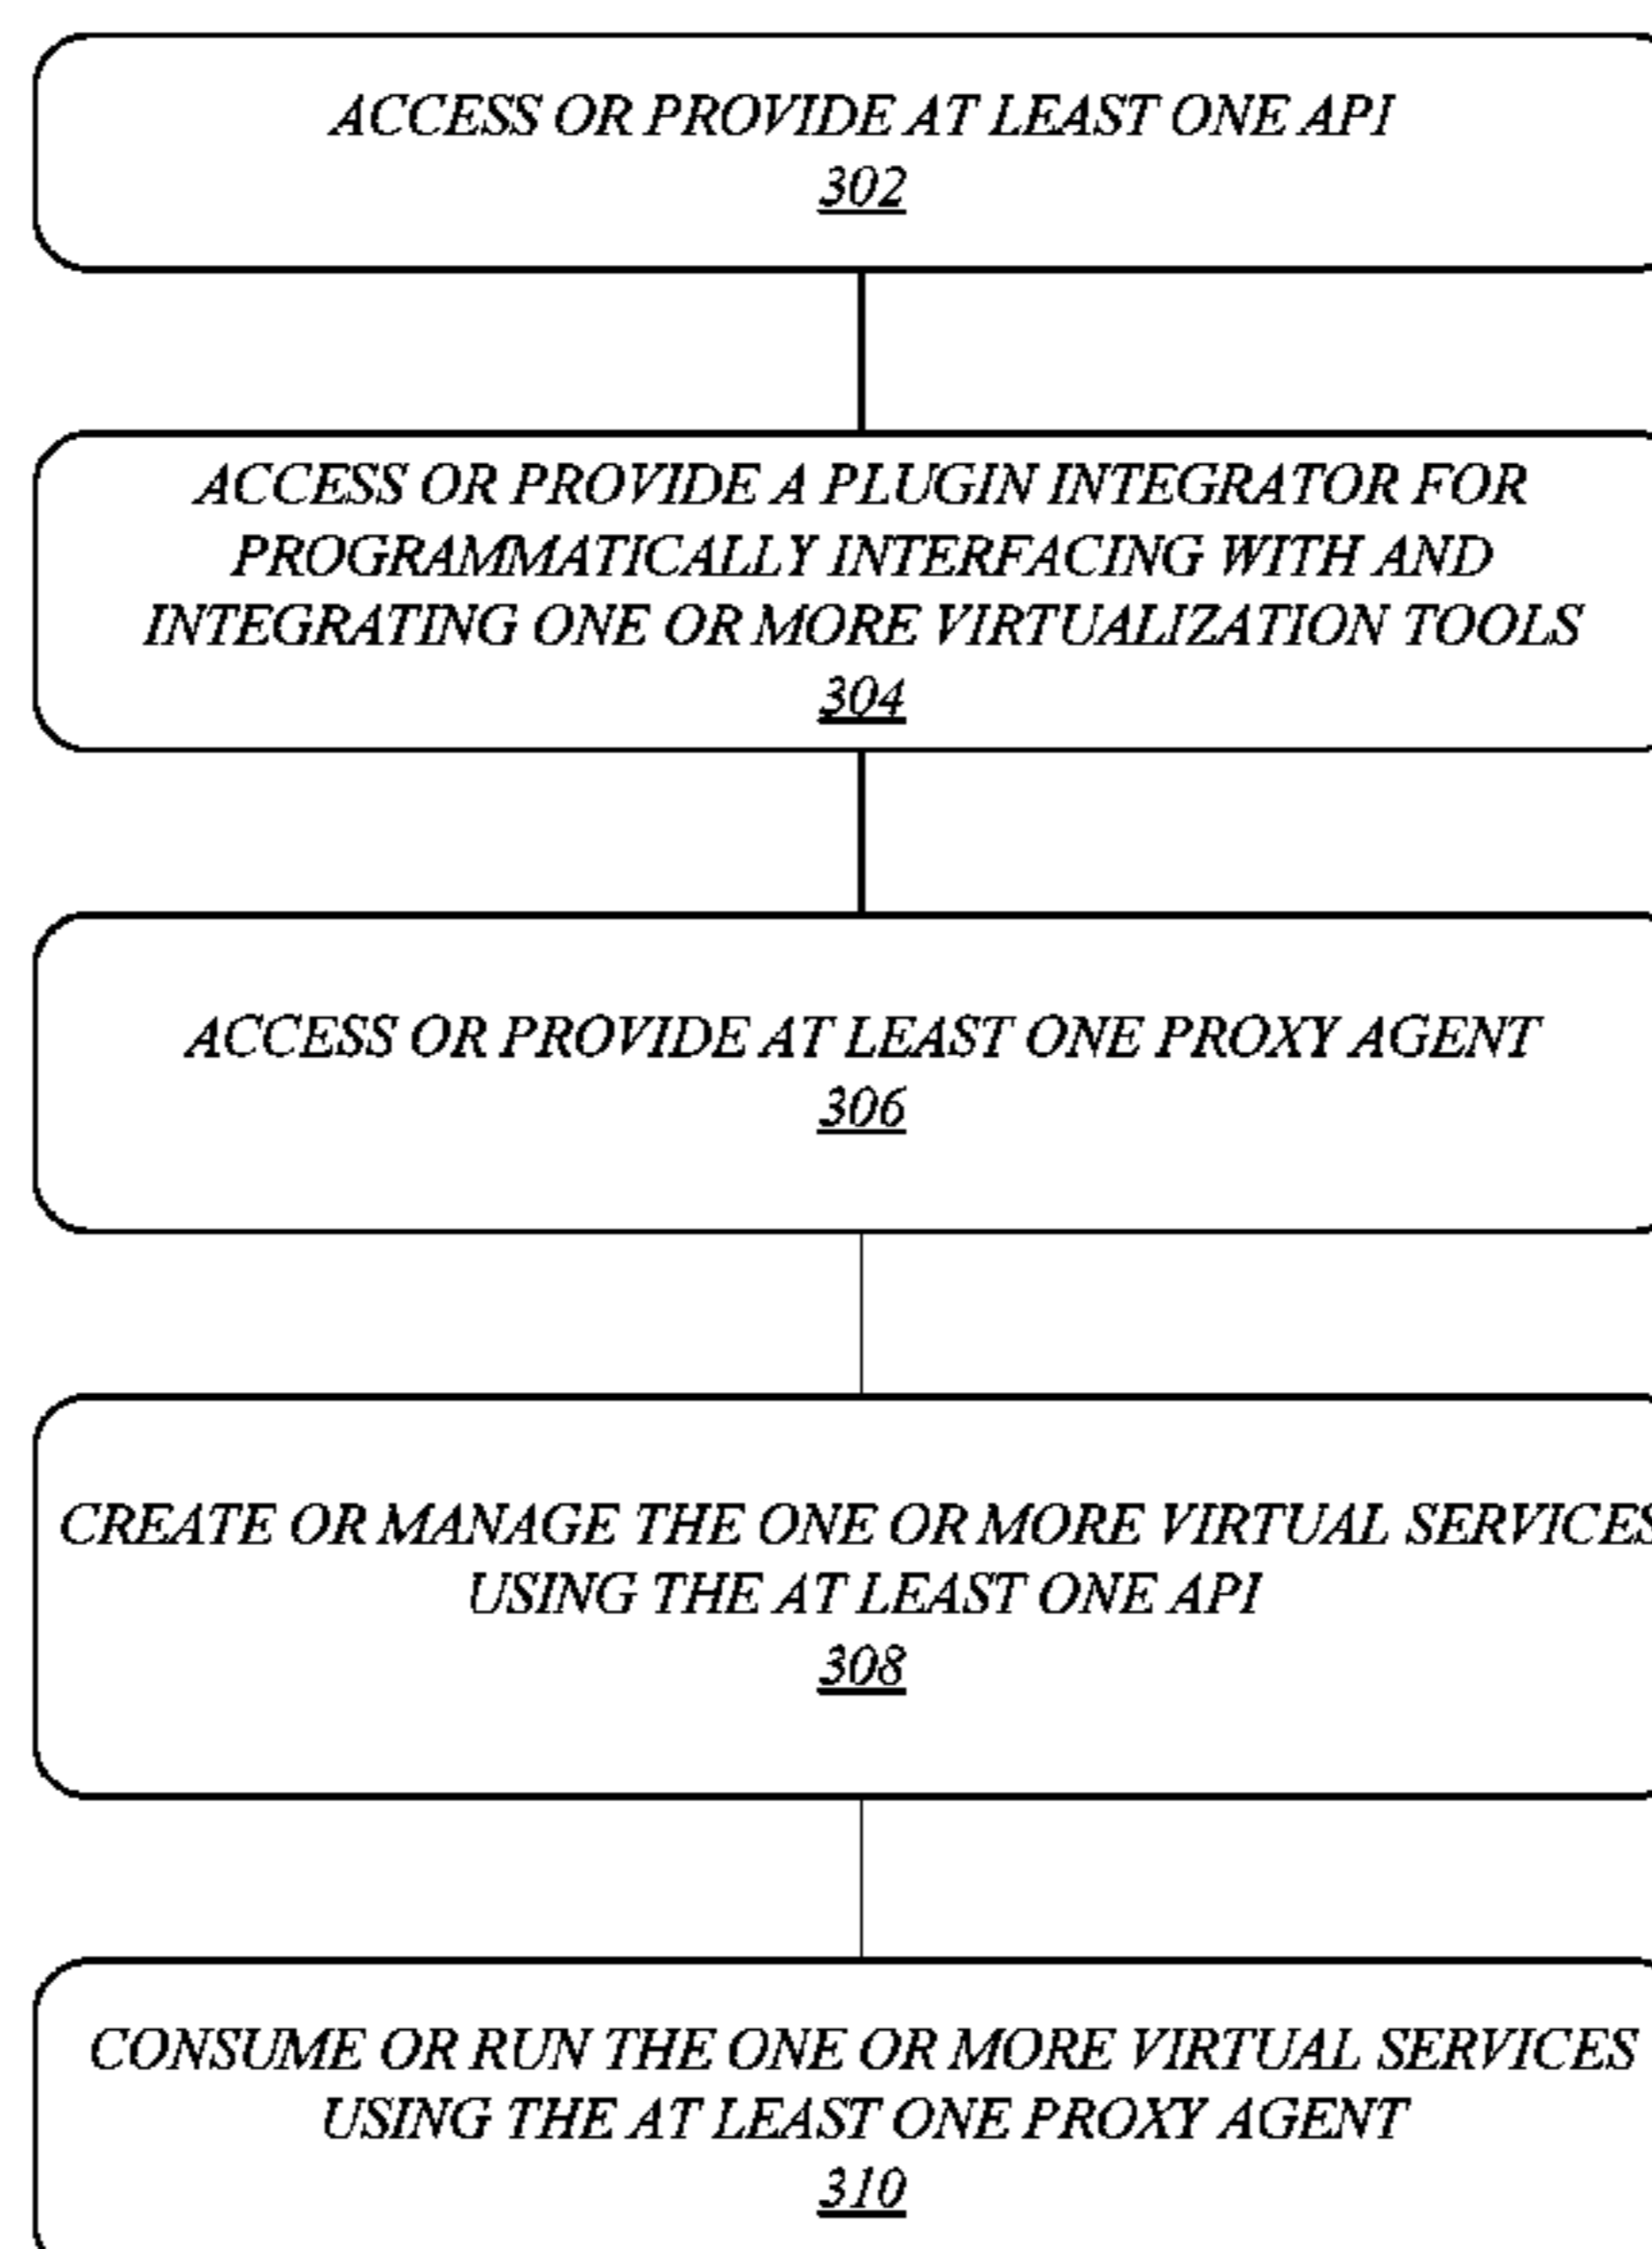 ACCESS OR PROVIDE AT LEAST ONE API
302
ACCESS OR PROVIDE A PLUGIN INTEGRATOR FOR
PROGRAMMATICALLY INTERFACING WITH AND
INTEGRATING ONE OR MORE VIRTUALIZATION TOOLS
304
ACCESS OR PROVIDE AT LEAST ONE PROXY AGENT
306
CREATE OR MANAGE THE ONE OR MORE VIRTUAL SERVICES
USING THE AT LEAST ONE API
308
CONSUME OR RUN THE ONE OR MORE VIRTUAL SERVICES
USING THE AT LEAST ONE PROXY AGENT
310